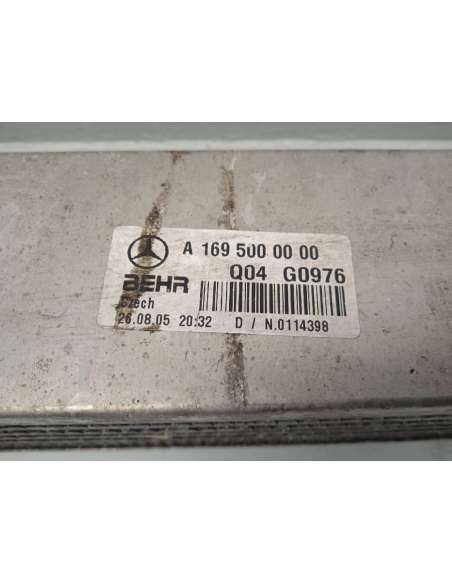 A 169 500 00 00
BEHR Q04 G0976
Czech
26.08.05 20:32 D / N.0114398